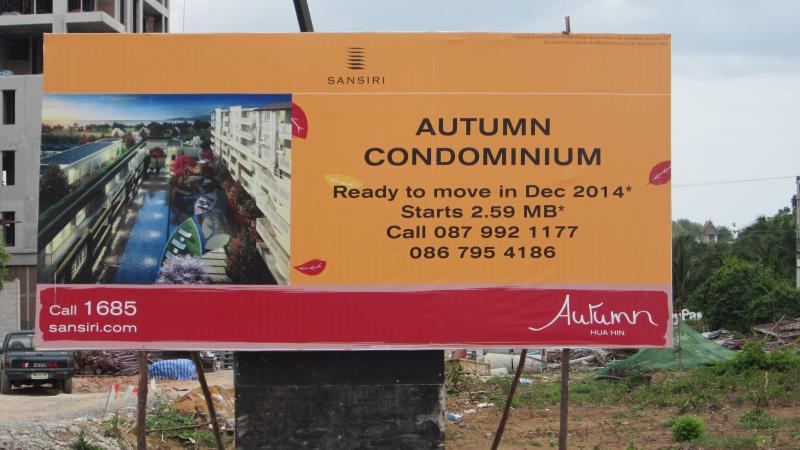 SANSIRI
AUTUMN
CONDOMINIUM
Ready to move in Dec 2014*
Starts 2.59 MB*
Call 087 992 1177
086 795 4186
Call 1685
sansiri.com
Autumn
HUA HIN